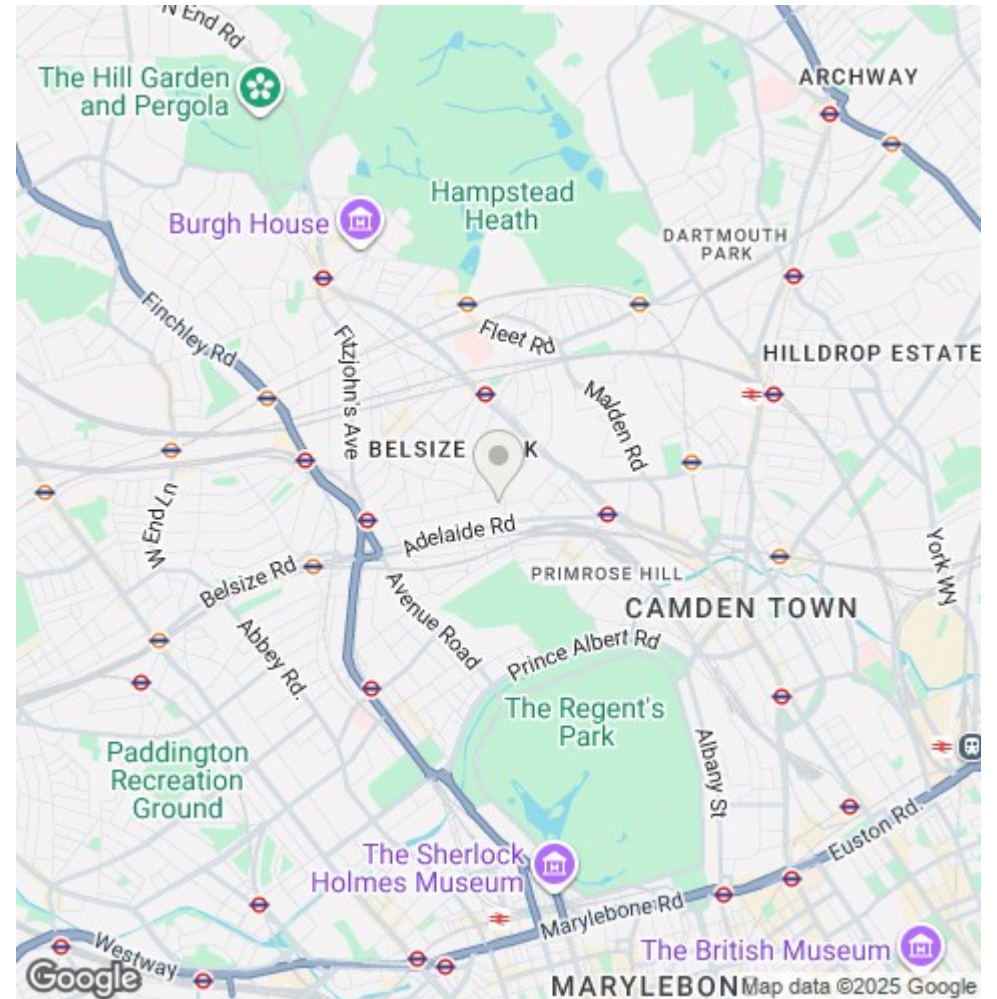 N End Rd
The Hill Garden
and Pergola
ARCHWAY
Hampstead
Heath
Burgh House
DARTMOUTH
PARK
Finchley Rd
Fitzjohn's Ave
Fleet Rd
HILLDROP ESTATE
Malden Rd
BELSIZE K
W End Ln
Adelaide Rd
York Wy
Belsize Rd
PRIMROSE HILL
Avenue Road
CAMDEN TOWN
Abbey Rd.
Prince Albert Rd
The Regent's
Park
Paddington
Recreation
Ground
Albany St
Euston Rd.
The Sherlock
Holmes Museum
Marylebone Rd
Westway
The British Museum
Google
MARYLEBON
Map data ©2025 Google